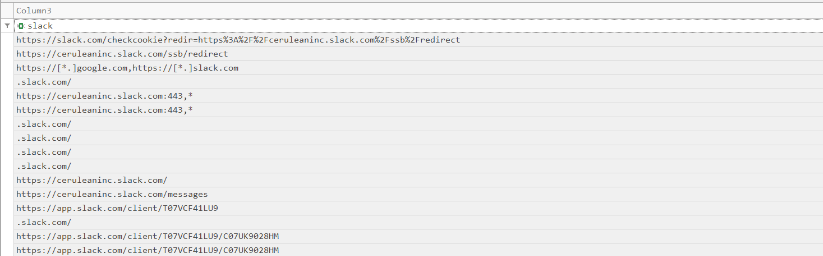 Column3
slack
https://slack.com/checkcookie?redir=https%3A%2F%2Fceruleaninc.slack.com%2Fssb%2Fredirect
https://ceruleaninc.slack.com/ssb/redirect
https://[*.]google.com,https://[*.]slack.com
.slack.com/
https://ceruleaninc.slack.com:443,*
https://ceruleaninc.slack.com:443,*
.slack.com/
.slack.com/
.slack.com/
.slack.com/
https://ceruleaninc.slack.com/
https://ceruleaninc.slack.com/messages
https://app.slack.com/client/T07VCF41LU9
.slack.com/
https://app.slack.com/client/T07VCF41LU9/C07UK9028HM
https://app.slack.com/client/T07VCF41LU9/C07UK9028HM